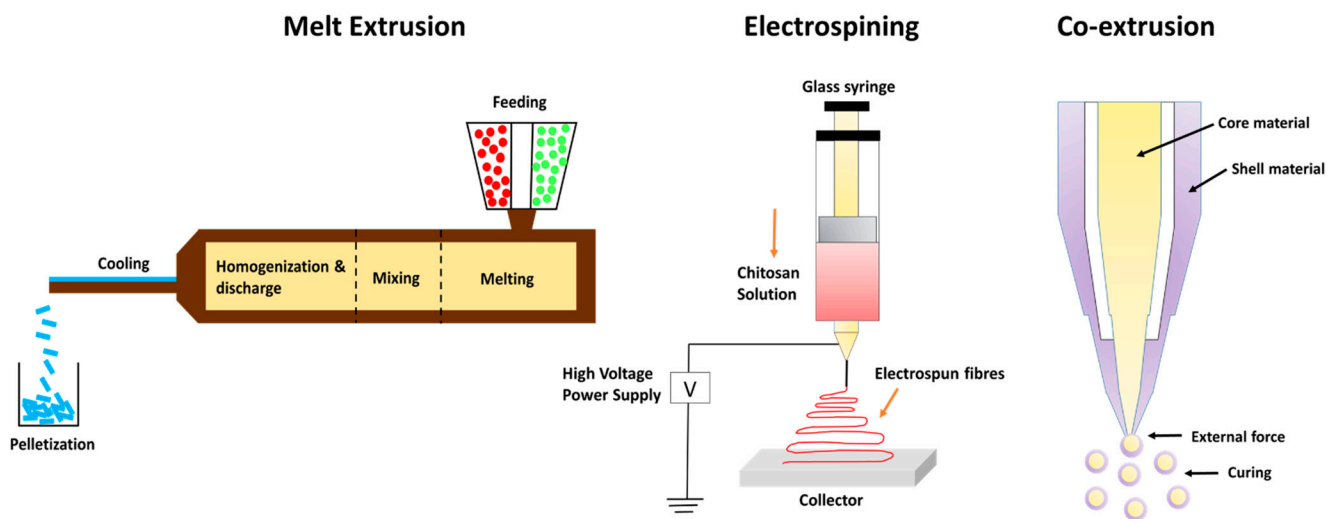 Melt Extrusion
Feeding
Cooling
Homogenization &
discharge
Mixing
Melting
Pelletization
Electrospining
Glass syringe
Chitosan
Solution
High Voltage
Power Supply
V
Electrospun fibres
Collector
Co-extrusion
Core material
Shell material
External force
Curing